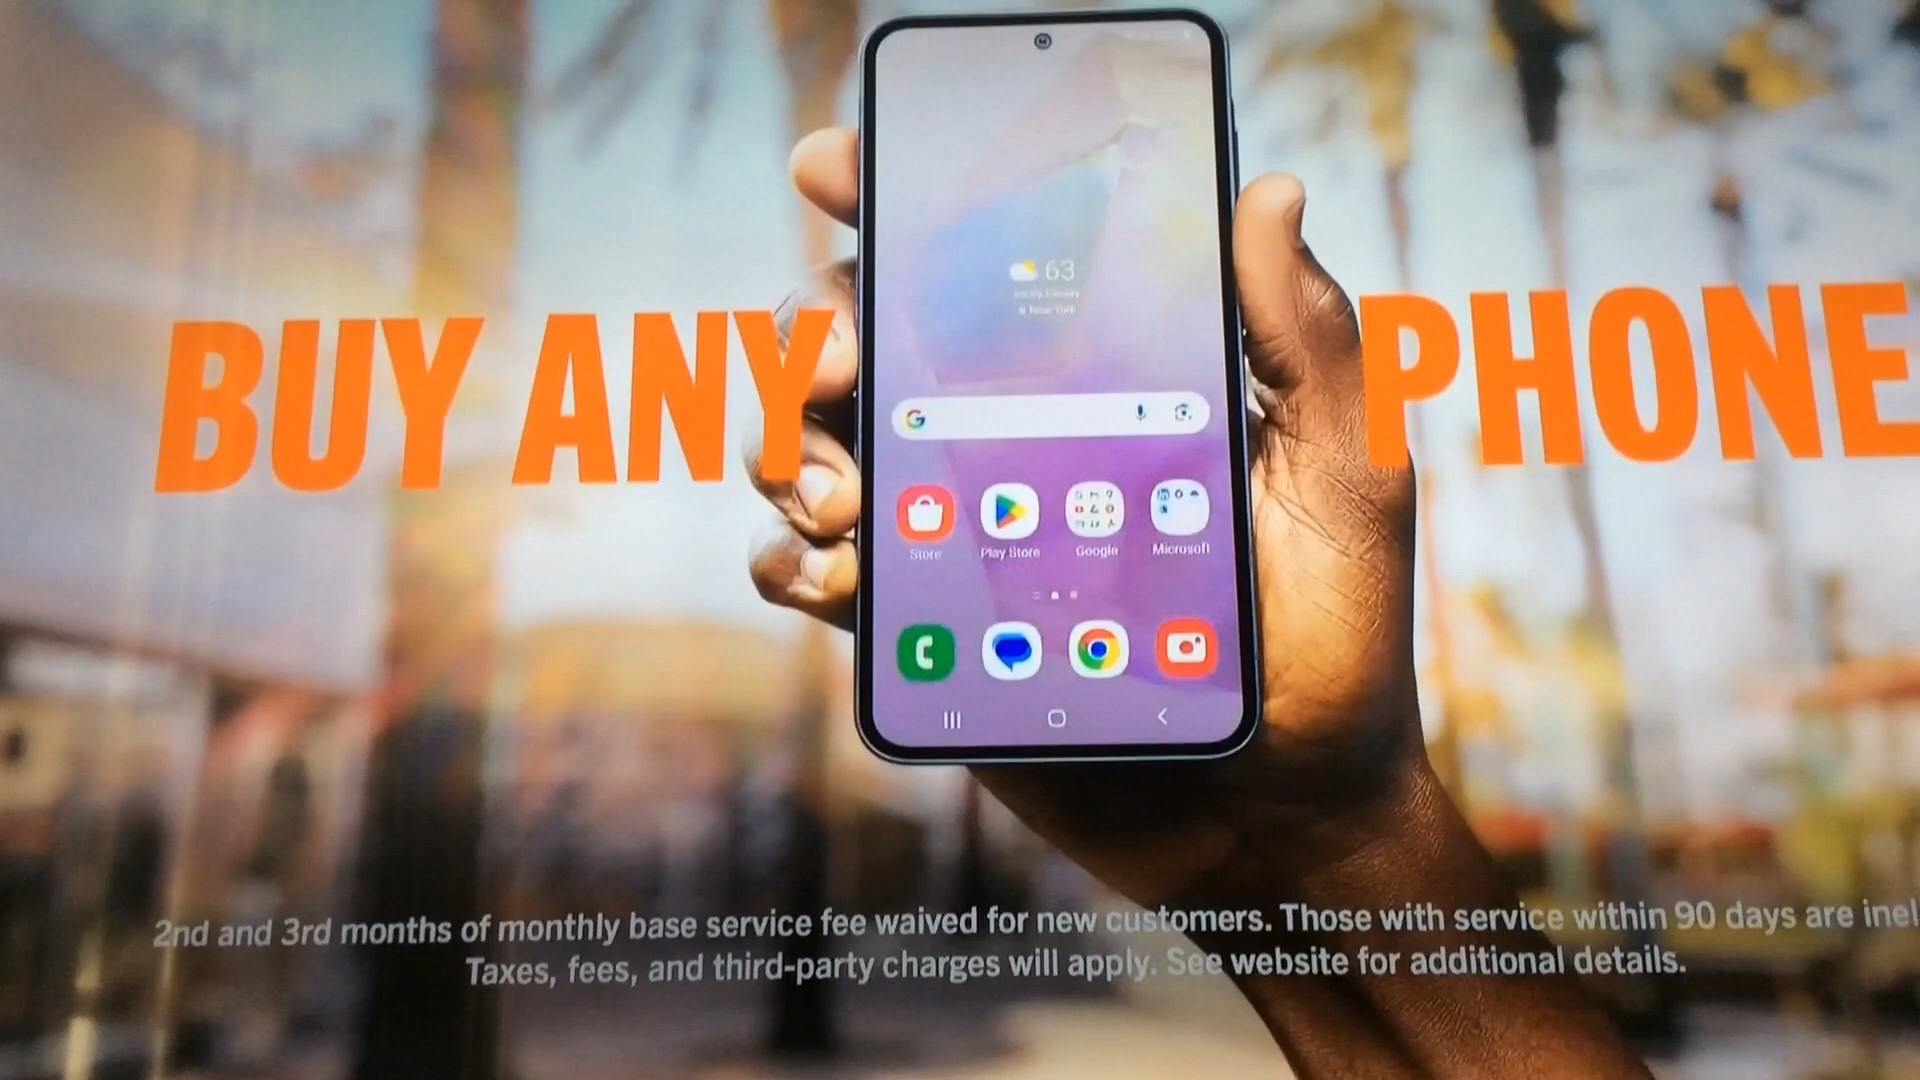 63
New York
BUY ANY PHONE
Store Play Store Google Microsoft
2nd and 3rd months of monthly base service fee waived for new customers. Those with service within 90 days are inel
Taxes, fees, and third-party charges will apply. See website for additional details.